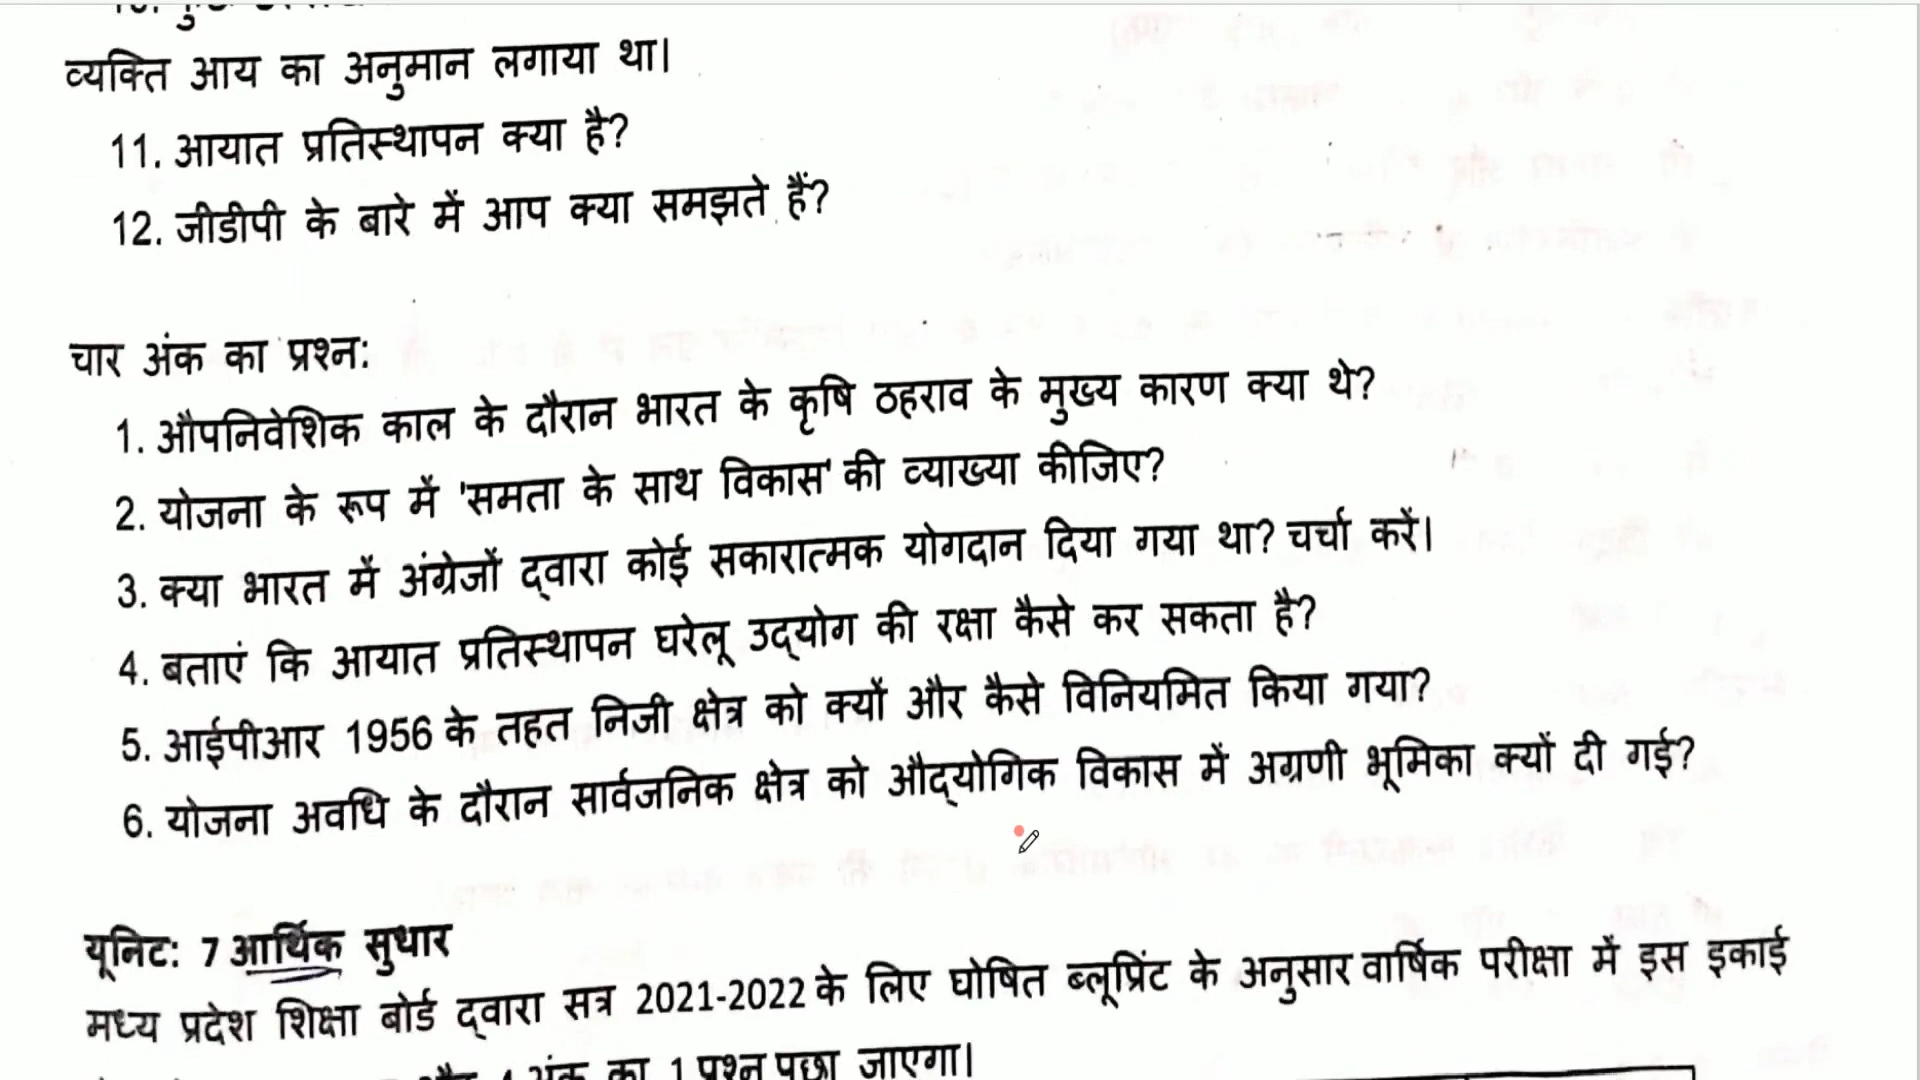 व्यक्ति आय का अनुमान लगाया था।
11. आयात प्रतिस्थापन क्या है?
12. जीडीपी के बारे में आप क्या समझते हैं?
चार अंक का प्रश्न:
1. औपनिवेशिक काल के दौरान भारत के कृषि ठहराव के मुख्य कारण क्या थे?
2. योजना के रूप में 'समता के साथ विकास' की व्याख्या कीजिए?
3. क्या भारत में अंग्रेजों द्वारा कोई सकारात्मक योगदान दिया गया था? चर्चा करें।
4. बताएं कि आयात प्रतिस्थापन घरेलू उद्योग की रक्षा कैसे कर सकता है?
5. आईपीआर 1956 के तहत निजी क्षेत्र को क्यों और कैसे विनियमित किया गया?
6. योजना अवधि के दौरान सार्वजनिक क्षेत्र को औद्योगिक विकास में अग्रणी भूमिका क्यों दी गई?
यूनिट: 7 आर्थिक सुधार
मध्य प्रदेश शिक्षा बोर्ड द्वारा सत्र 2021-2022 के लिए घोषित ब्लूप्रिंट के अनुसार वार्षिक परीक्षा में इस इकाई
और 4 अंक का 1 प्रश्न पूछा जाएगा।